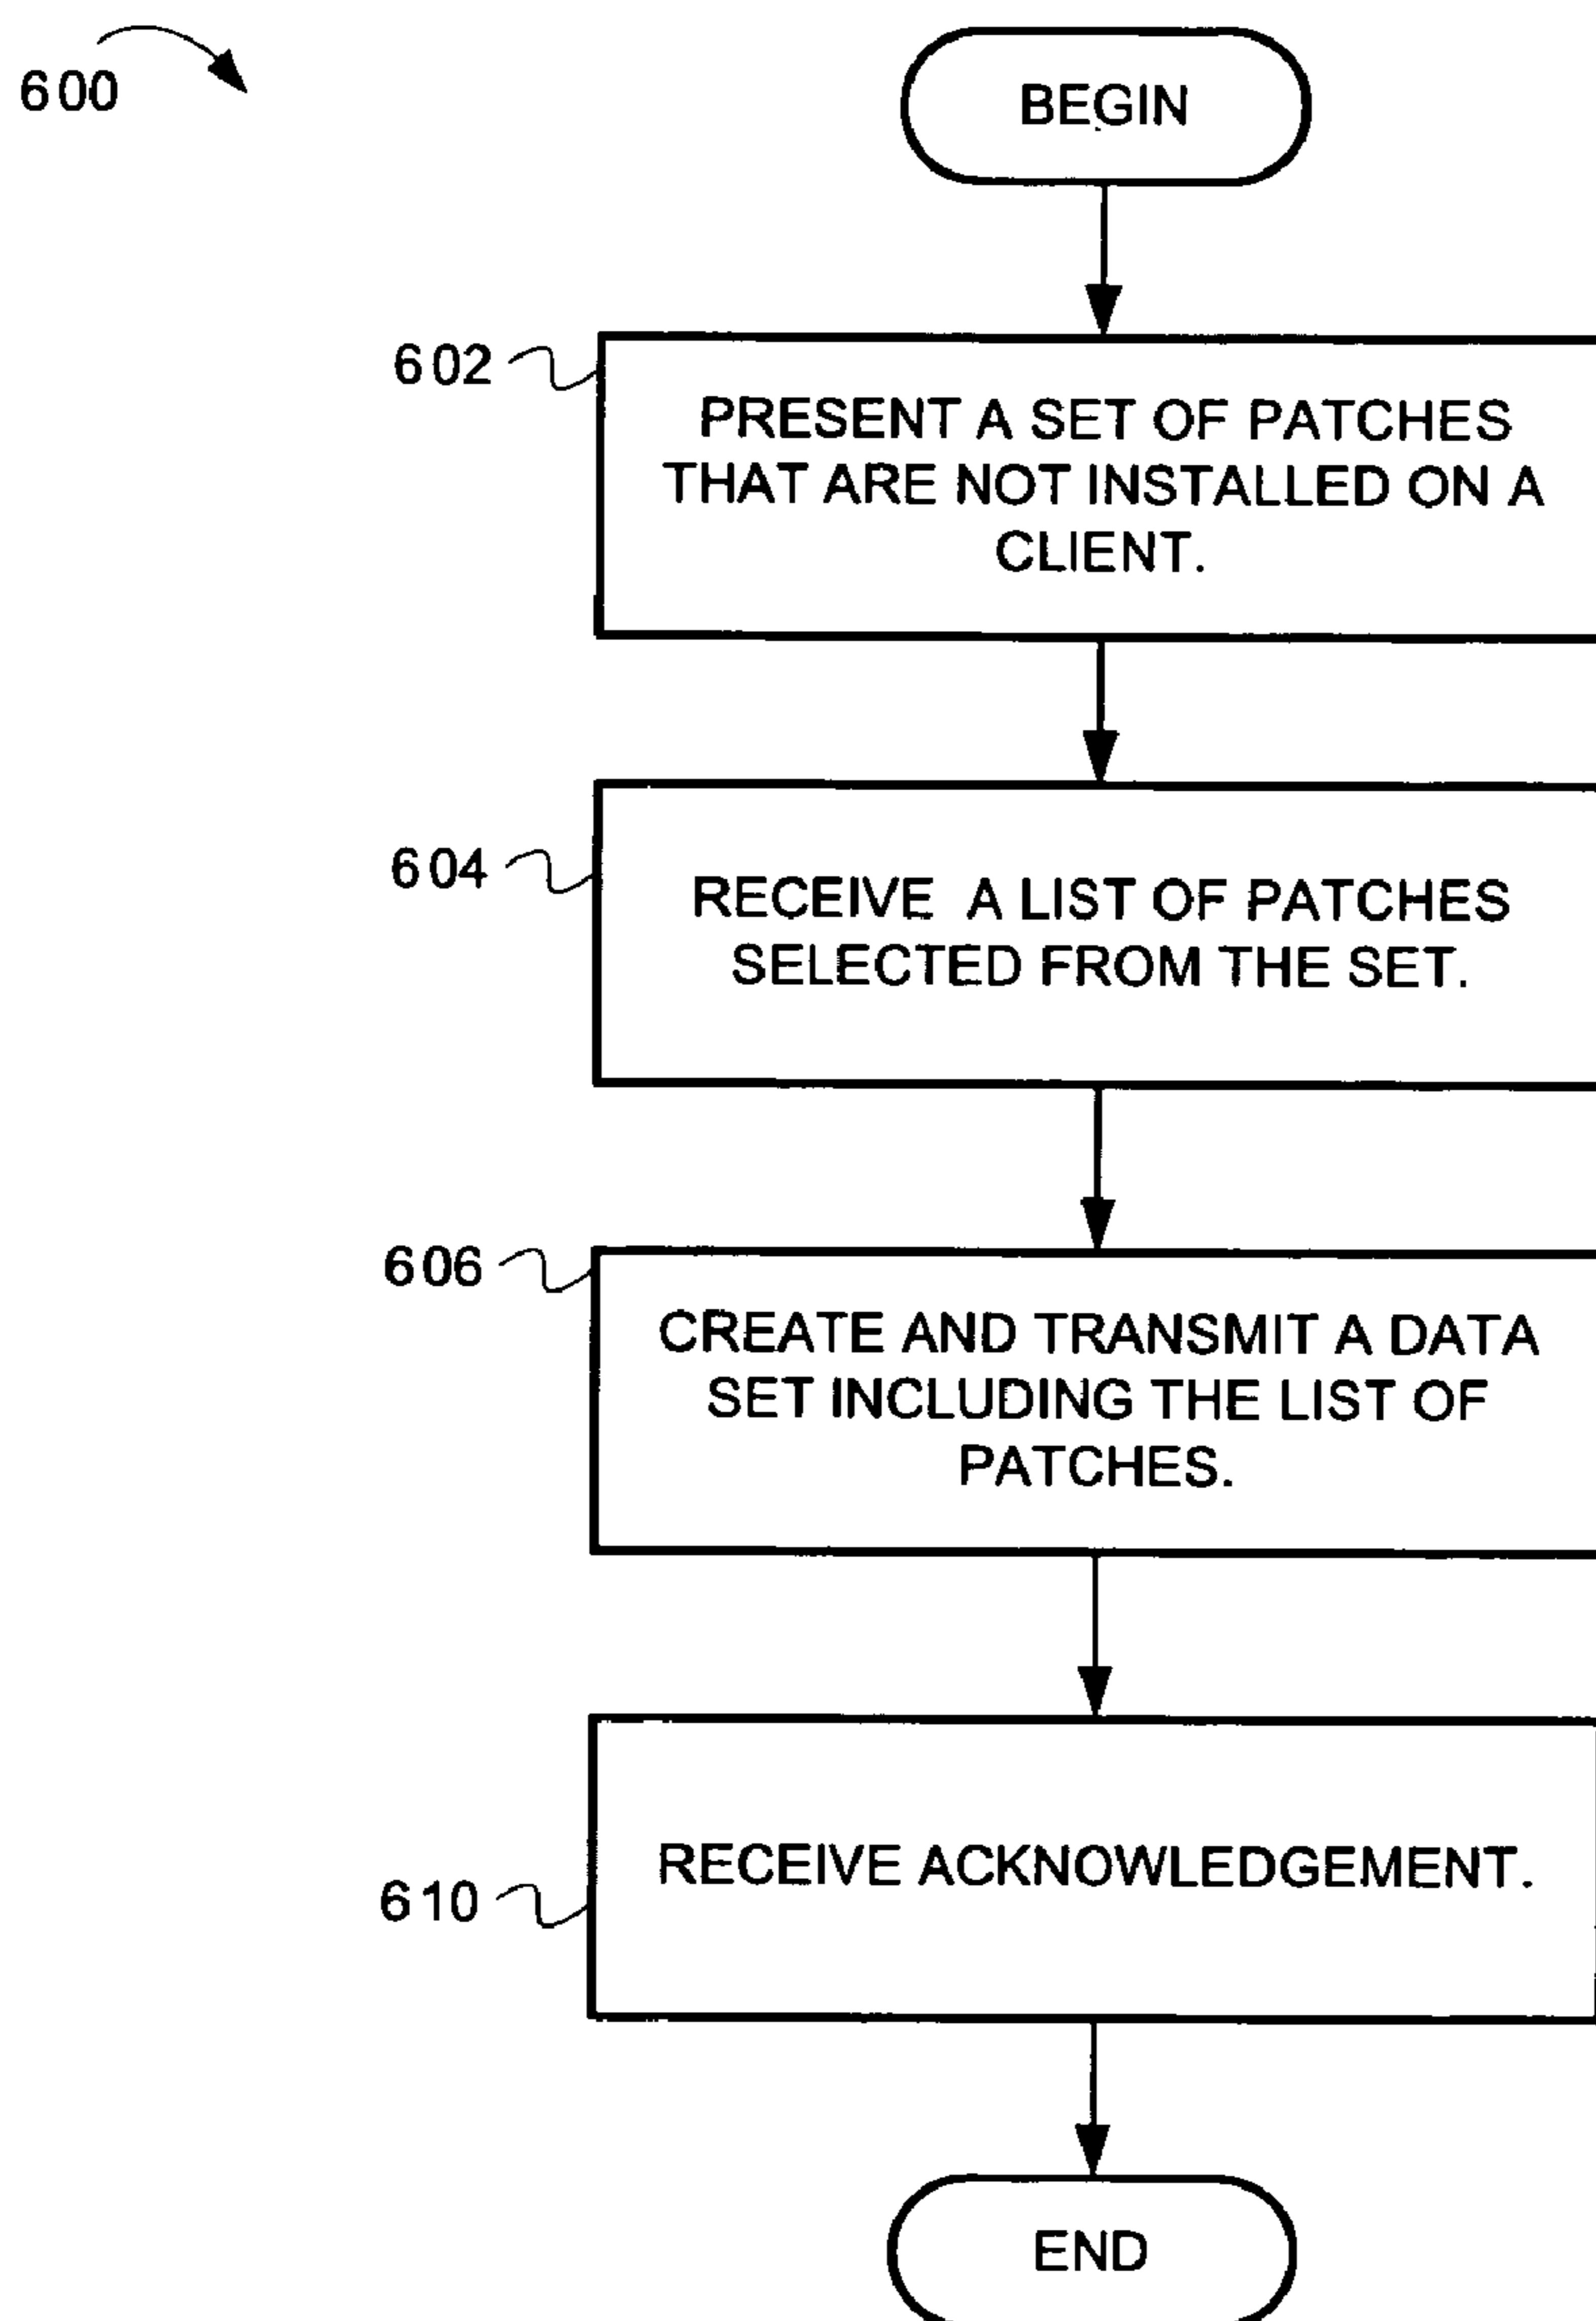 600
BEGIN
602
PRESENT A SET OF PATCHES
THAT ARE NOT INSTALLED ON A
CLIENT.
604
RECEIVE A LIST OF PATCHES
SELECTED FROM THE SET.
606
CREATE AND TRANSMIT A DATA
SET INCLUDING THE LIST OF
PATCHES.
610
RECEIVE ACKNOWLEDGEMENT.
END